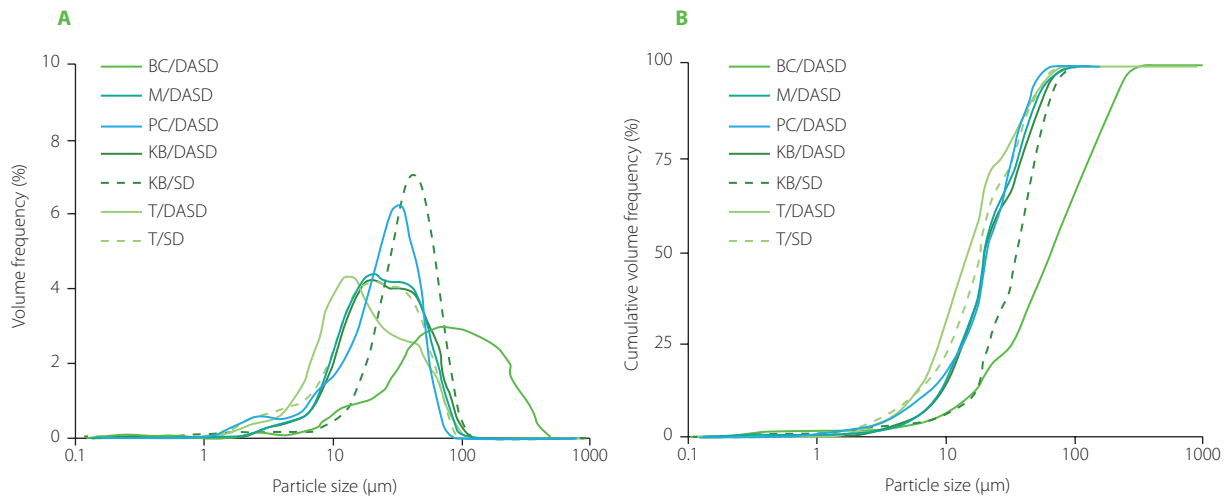 A
10
8
6
4
2
0
Volume frequency (%)
BC/DASD
M/DASD
PC/DASD
KB/DASD
KB/SD
T/DASD
T/SD
0.1
1
10
100
1000
Particle size (μm)
B
100
75
50
25
0
Cumulative volume frequency (%)
BC/DASD
M/DASD
PC/DASD
KB/DASD
KB/SD
T/DASD
T/SD
0.1
1
10
100
1000
Particle size (μm)